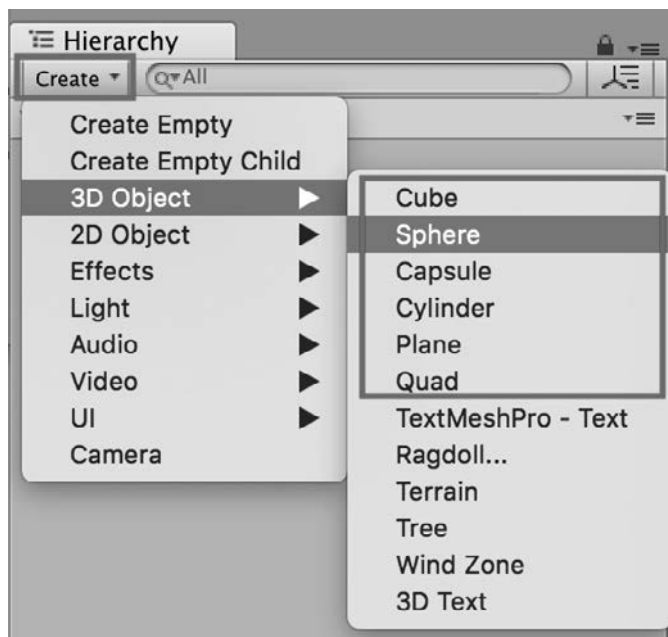 Hierarchy
Create
All
Create Empty
Create Empty Child
3D Object
2D Object
Effects
Light
Audio
Video
UI
Camera
Cube
Sphere
Capsule
Cylinder
Plane
Quad
TextMeshPro - Text
Ragdoll...
Terrain
Tree
Wind Zone
3D Text